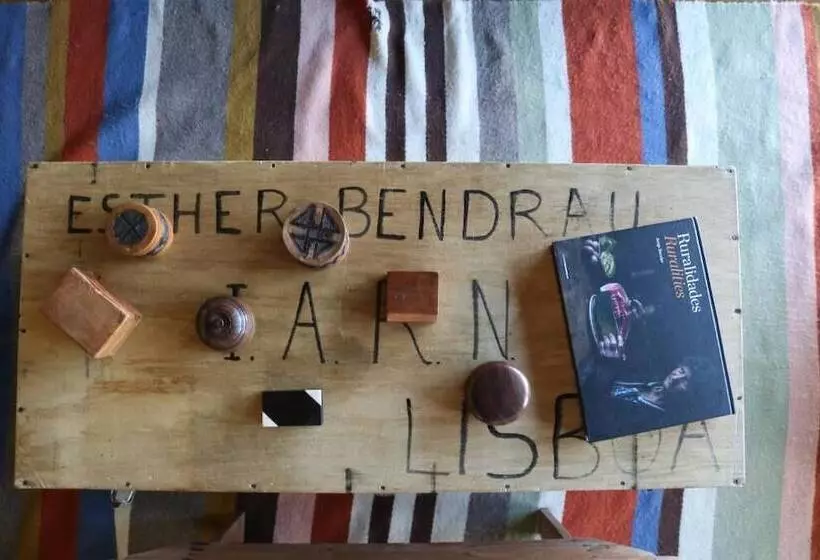 ESTHER BENDRAU
I.A.R.N.
LISBOA
Ruralidades
Ruralities